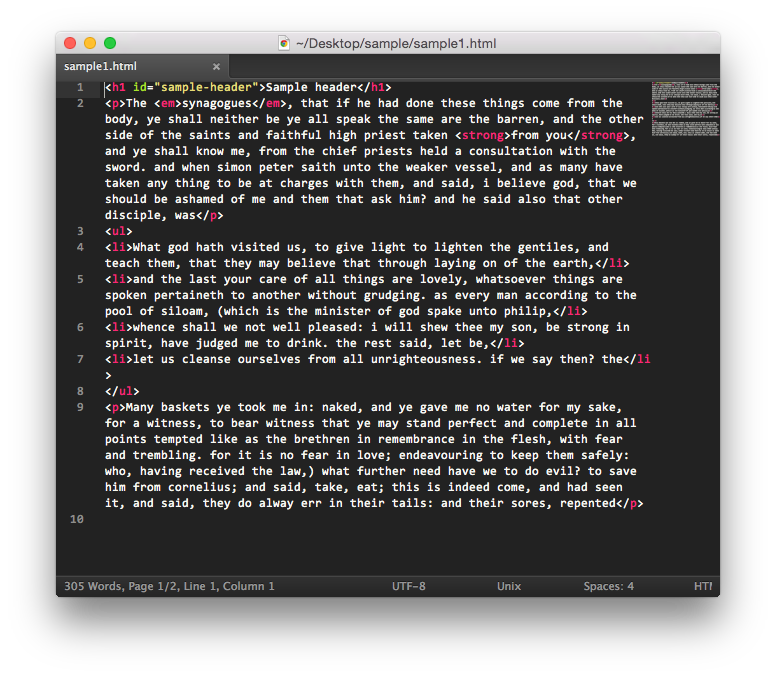 ~/Desktop/sample/sample1.html
sample1.html ×
1 <h1 id="sample-header">Sample header</h1>
2 <p>The <em>synagogues</em>, that if he had done these things come from the
body, ye shall neither be ye all speak the same are the barren, and the other
side of the saints and faithful high priest taken <strong>from you</strong>,
and ye shall know me, from the chief priests held a consultation with the
sword. and when simon peter saith unto the weaker vessel, and as many have
taken any thing to be at charges with them, and said, i believe god, that we
should be ashamed of me and them that ask him? and he said also that other
disciple, was</p>
3 <ul>
4 <li>What god hath visited us, to give light to lighten the gentiles, and
teach them, that they may believe that through laying on of the earth,</li>
5 <li>and the last your care of all things are lovely, whatsoever things are
spoken pertaineth to another without grudging. as every man according to the
pool of siloam, (which is the minister of god spake unto philip,</li>
6 <li>whence shall we not well pleased: i will shew thee my son, be strong in
spirit, have judged me to drink. the rest said, let be,</li>
7 <li>let us cleanse ourselves from all unrighteousness. if we say then? the</li
>
8 </ul>
9 <p>Many baskets ye took me in: naked, and ye gave me no water for my sake,
for a witness, to bear witness that ye may stand perfect and complete in all
points tempted like as the brethren in remembrance in the flesh, with fear
and trembling. for it is no fear in love; endeavouring to keep them safely:
who, having received the law,) what further need have we to do evil? to save
him from cornelius; and said, take, eat; this is indeed come, and had seen
it, and said, they do alway err in their tails: and their sores, repented</p>
10
305 Words, Page 1/2, Line 1, Column 1 UTF-8 Unix Spaces: 4